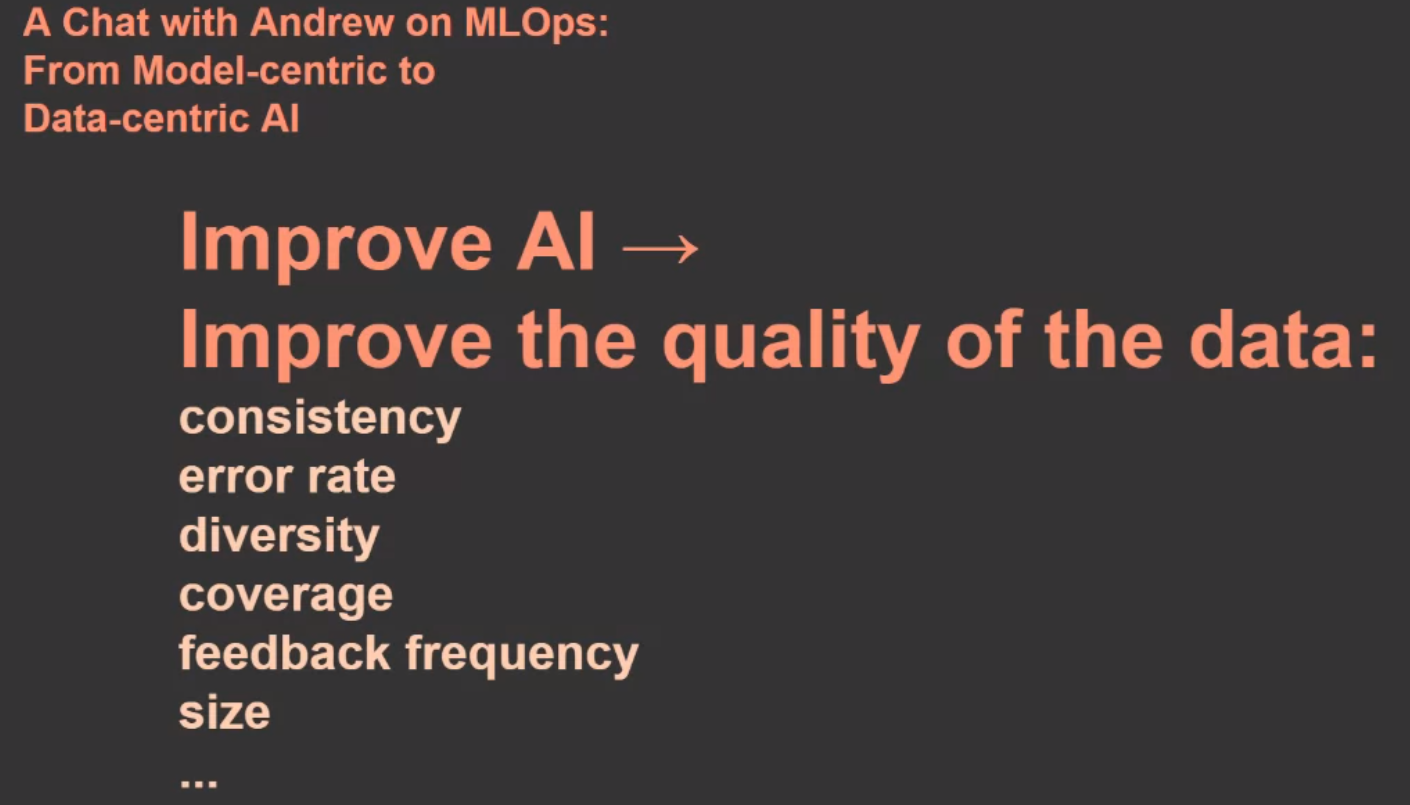 A Chat with Andrew on MLOps:
From Model-centric to
Data-centric AI
Improve AI →
Improve the quality of the data:
consistency
error rate
diversity
coverage
feedback frequency
size
...